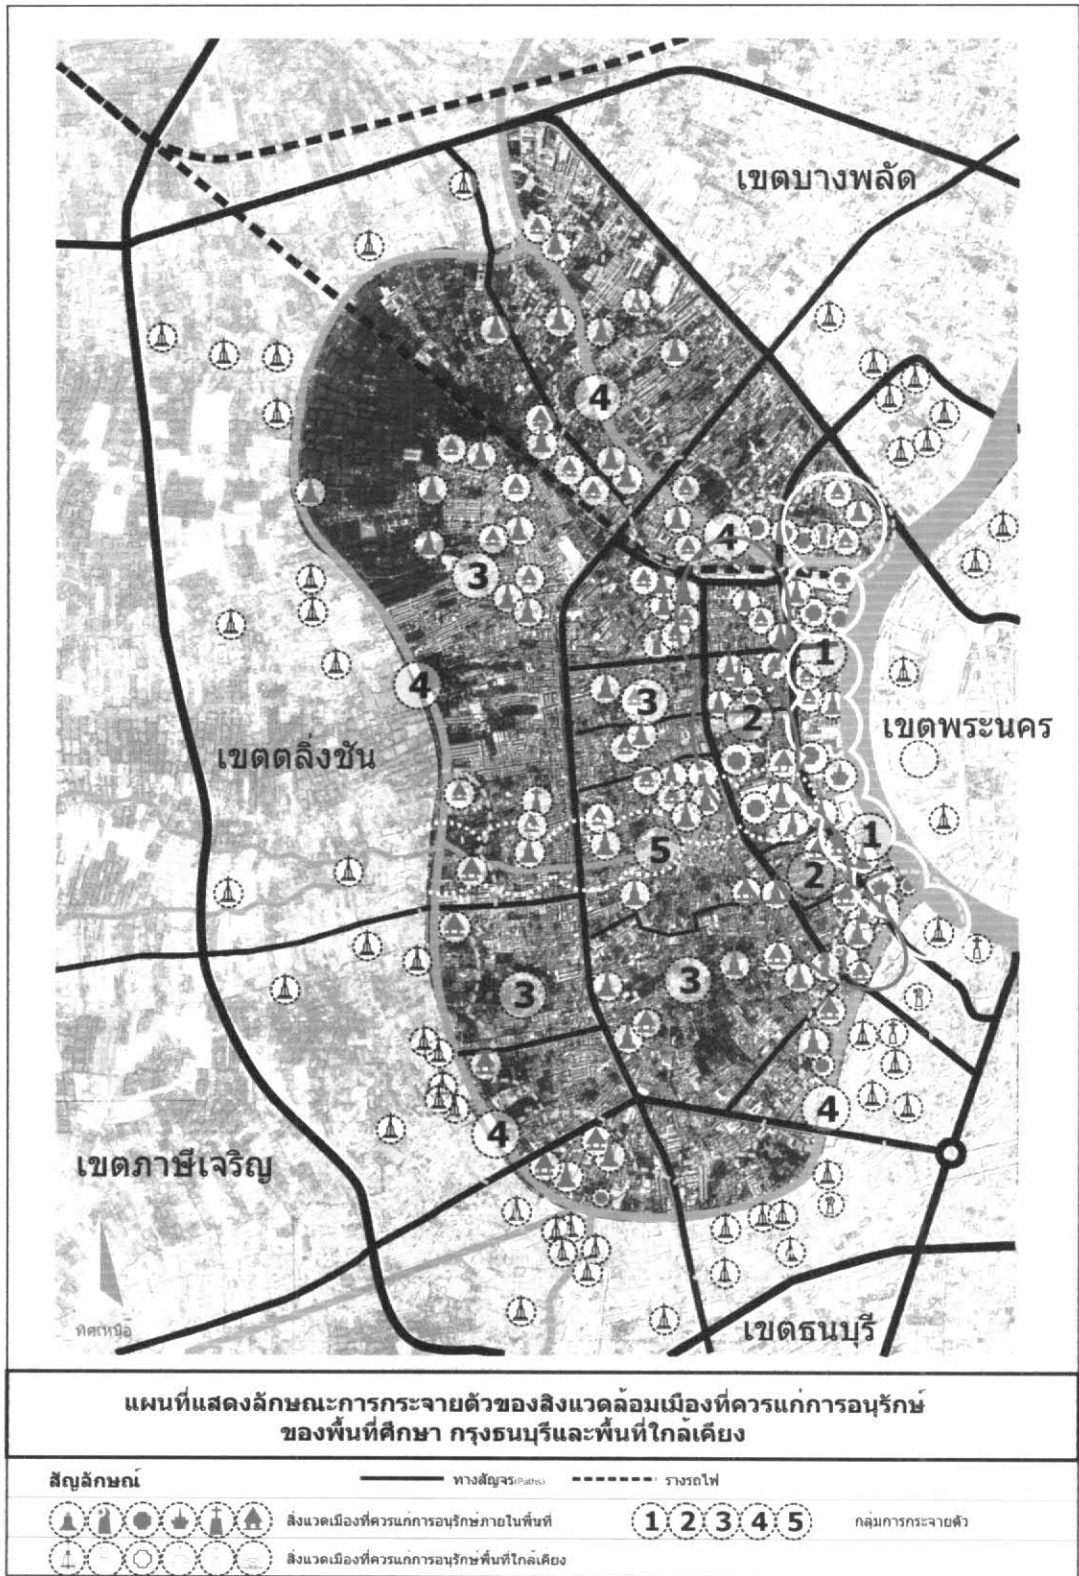 เขตบางพลัด
4
4
3
1
4
3
2
เขตพระนคร
เขตตลิ่งชัน
1
5
2
3
3
4
4
เขตภาษีเจริญ
ทิศเหนือ
เขตธนบุรี
แผนที่แสดงลักษณะการกระจายตัวของสิ่งแวดล้อมเมืองที่ควรแก่การอนุรักษ์
ของพื้นที่ศึกษา กรุงธนบุรีและพื้นที่ใกล้เคียง
สัญลักษณ์ ทางสัญจร(Paths) รางรถไฟ
สิ่งแวดเมืองที่ควรแก่การอนุรักษ์ภายในพื้นที่ 1 2 3 4 5 กลุ่มการกระจายตัว
สิ่งแวดเมืองที่ควรแก่การอนุรักษ์พื้นที่ใกล้เคียง